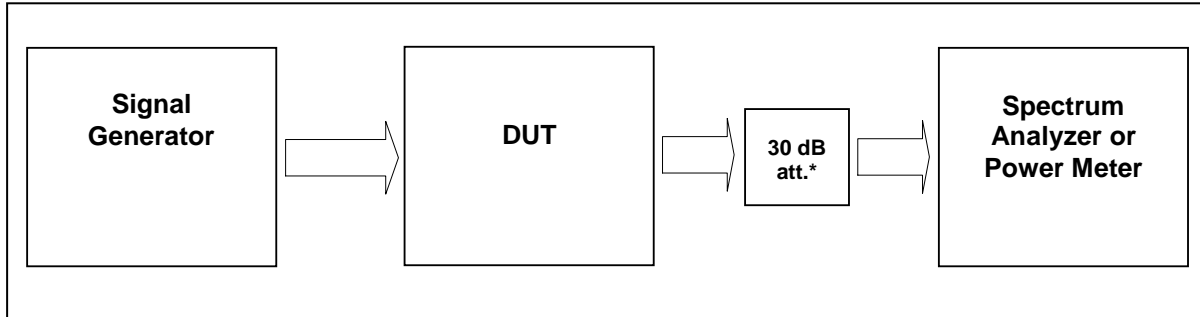 Signal
Generator
DUT
30 dB
att.*
Spectrum
Analyzer or
Power Meter